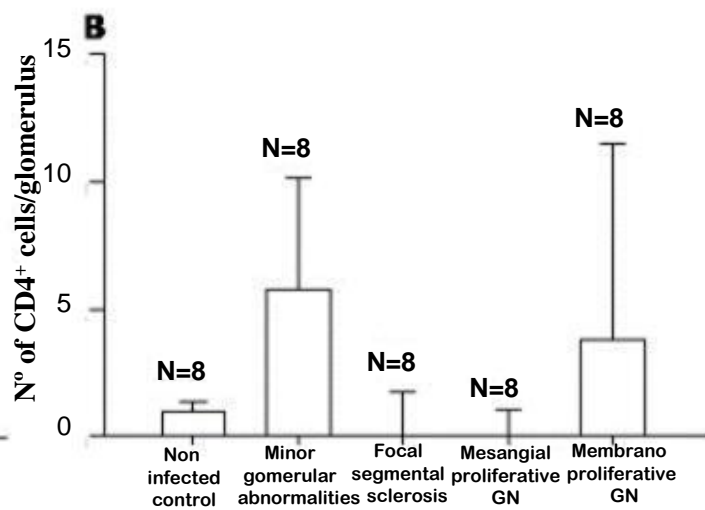 B
Nº of CD4⁺ cells/glomerulus
15
10
5
0
N=8
N=8
N=8
N=8
N=8
Non infected control
Minor gomerular abnormalities
Focal segmental sclerosis
Mesangial proliferative GN
Membrano proliferative GN